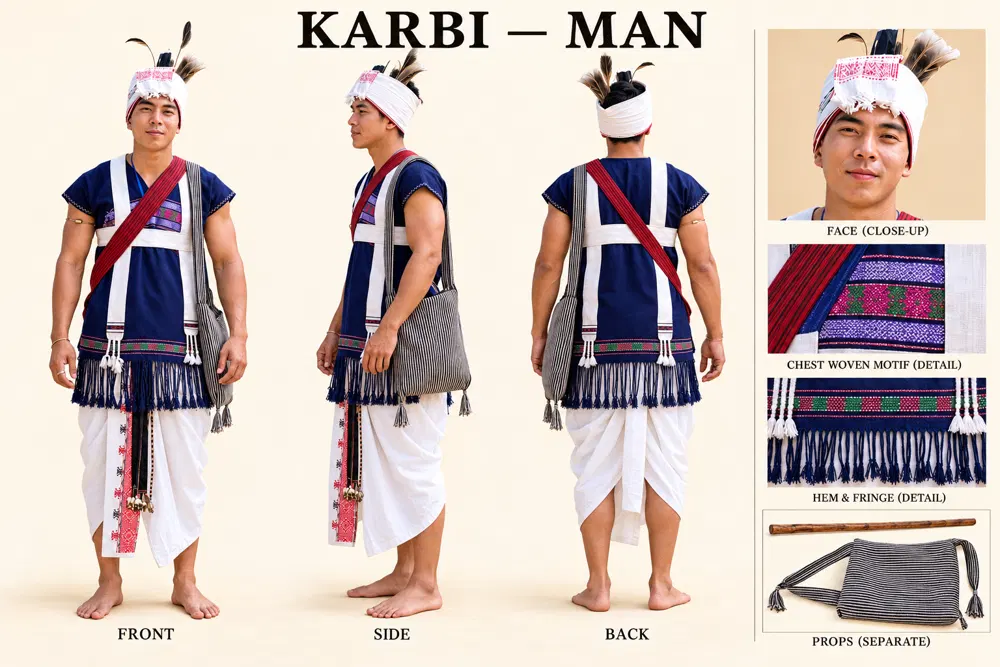 KARBI — MAN
FRONT
SIDE
BACK
FACE (CLOSE-UP)
CHEST WOVEN MOTIF (DETAIL)
HEM & FRINGE (DETAIL)
PROPS (SEPARATE)